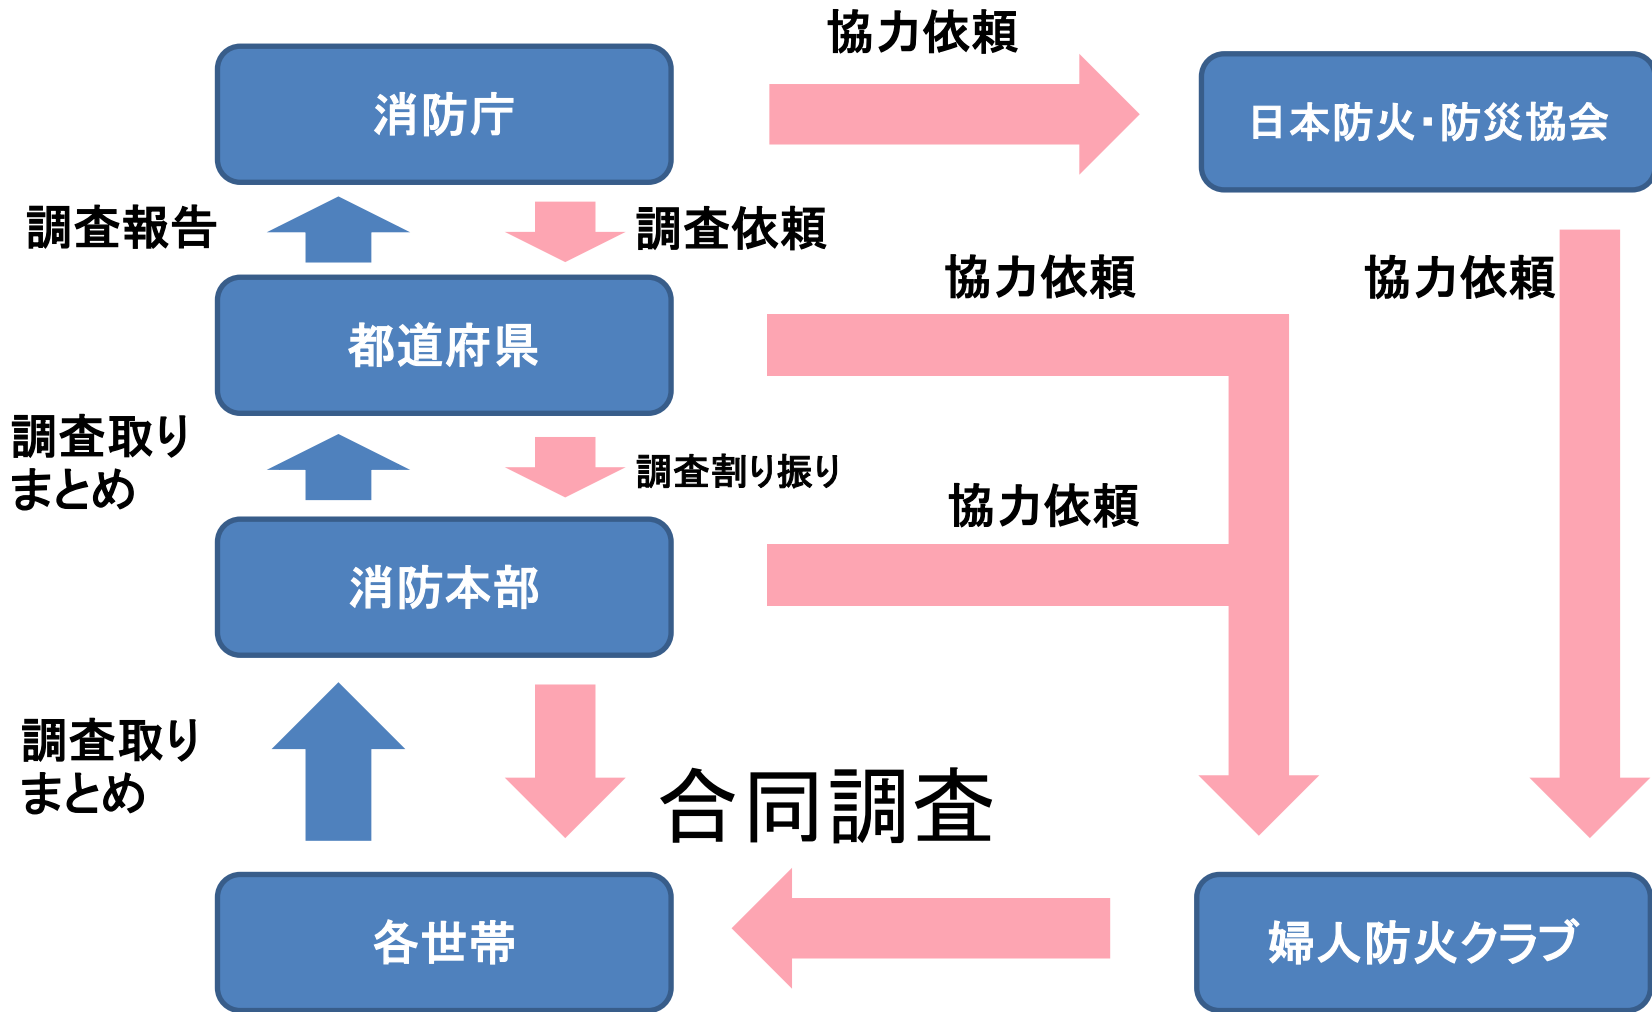 協力依頼
消防庁
日本防火・防災協会
調査報告
調査依頼
協力依頼
協力依頼
都道府県
調査取り
まとめ
調査割り振り
協力依頼
消防本部
調査取り
まとめ
合同調査
各世帯
婦人防火クラブ